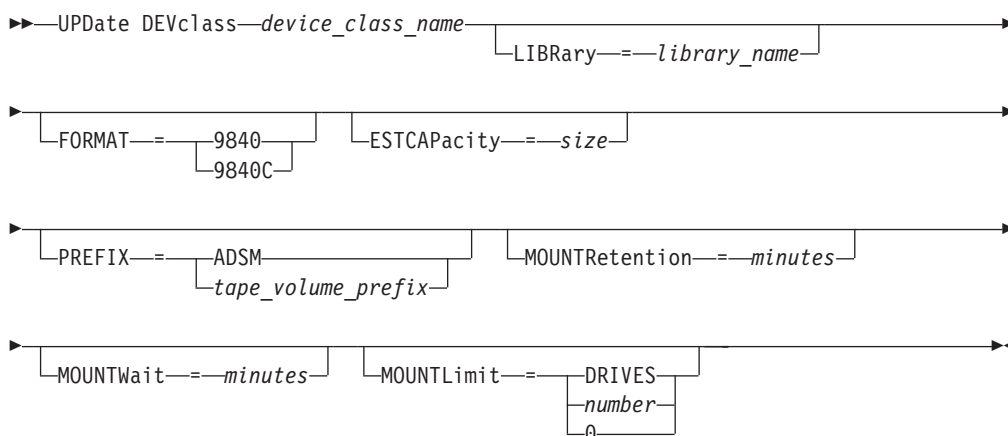 UPDate DEVclass device_class_name
LIBRary = library_name
FORMAT = 9840
9840C
ESTCAPacity = size
PREFIX = ADSM
tape_volume_prefix
MOUNTRetention = minutes
MOUNTWait = minutes
MOUNTLimit = DRIVES
number
0